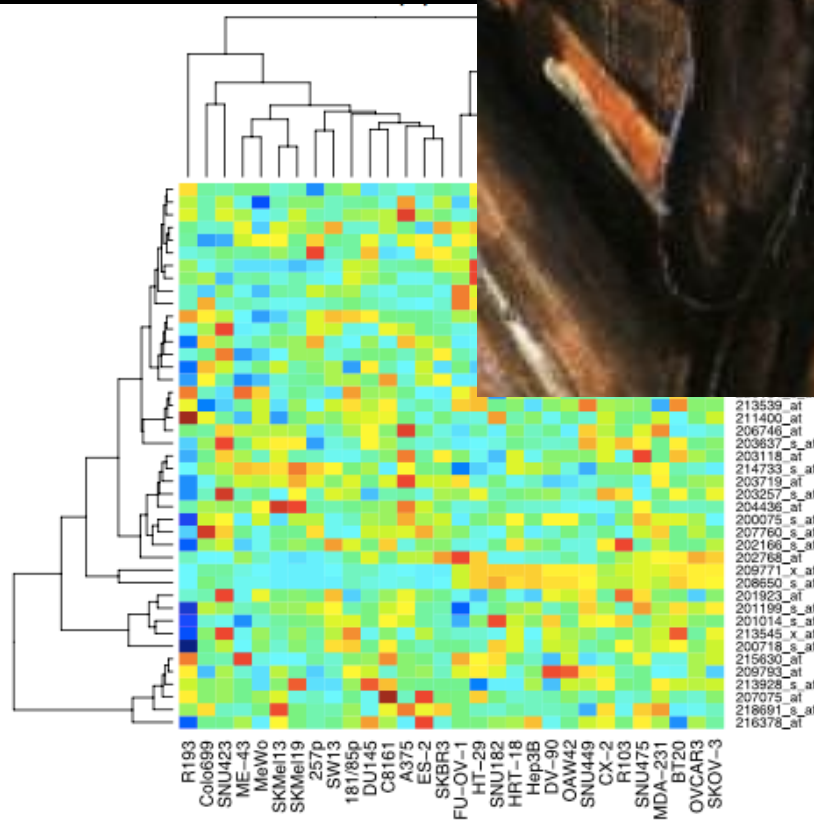 213539_at
211400_at
206746_at
203637_s_at
203118_at
214733_s_at
203719_at
203257_s_at
204436_at
200075_s_at
207760_s_at
202166_s_at
202768_at
209771_x_at
208650_s_at
201923_at
201199_s_at
201014_s_at
213545_x_at
200718_s_at
215630_at
209793_at
213928_s_at
207075_at
218691_s_at
216378_at
R193
Colo699
SNU423
ME-43
MeWo
SKMel13
SKMel19
257p
SW13
181/85p
DU145
C8161
A375
ES-2
SKBR3
FU-OV-1
HT-29
SNU182
HRT-18
Hep3B
DV-90
OAW42
SNU449
CX-2
R103
SNU475
MDA-231
BT20
OVCAR3
SKOV-3